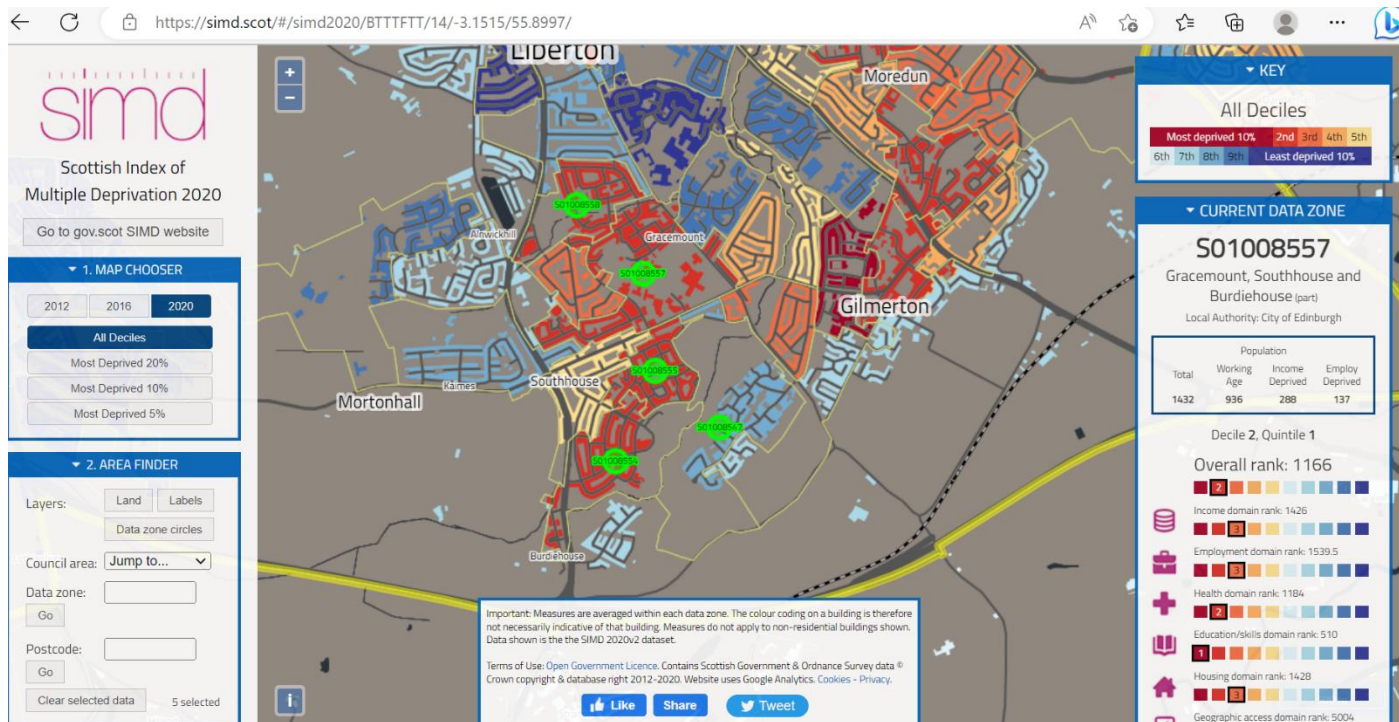 https://simd.scot/#/simd2020/BTTTFTT/14/-3.1515/55.8997/
simd
Scottish Index of
Multiple Deprivation 2020
Go to gov.scot SIMD website
1. MAP CHOOSER
2012 2016 2020
All Deciles
Most Deprived 20%
Most Deprived 10%
Most Deprived 5%
2. AREA FINDER
Layers: Land Labels
Data zone circles
Council area: Jump to...
Data zone:
Go
Postcode:
Go
Clear selected data 5 selected
+
−
Liberton
Moredun
S01008558
Alnwickhill
Gracemount
S01008557
Gilmerton
S01008555
Southhouse
Kaimes
Mortonhall
S01008547
S01008554
Burdiehouse
i
Important: Measures are averaged within each data zone. The colour coding on a building is therefore
not necessarily indicative of that building. Measures do not apply to non-residential buildings shown.
Data shown is the the SIMD 2020v2 dataset.
Terms of Use: Open Government Licence. Contains Scottish Government & Ordnance Survey data ©
Crown copyright & database right 2012-2020. Website uses Google Analytics. Cookies - Privacy.
Like Share Tweet
KEY
All Deciles
Most deprived 10% 2nd 3rd 4th 5th
6th 7th 8th 9th Least deprived 10%
CURRENT DATA ZONE
S01008557
Gracemount, Southhouse and
Burdiehouse (part)
Local Authority: City of Edinburgh
Population
Total Working Age Income Deprived Employ Deprived
1432 936 288 137
Decile 2, Quintile 1
Overall rank: 1166
2
Income domain rank: 1426
3
Employment domain rank: 1539.5
3
Health domain rank: 1184
2
Education/skills domain rank: 510
1
Housing domain rank: 1428
3
Geographic access domain rank: 5004